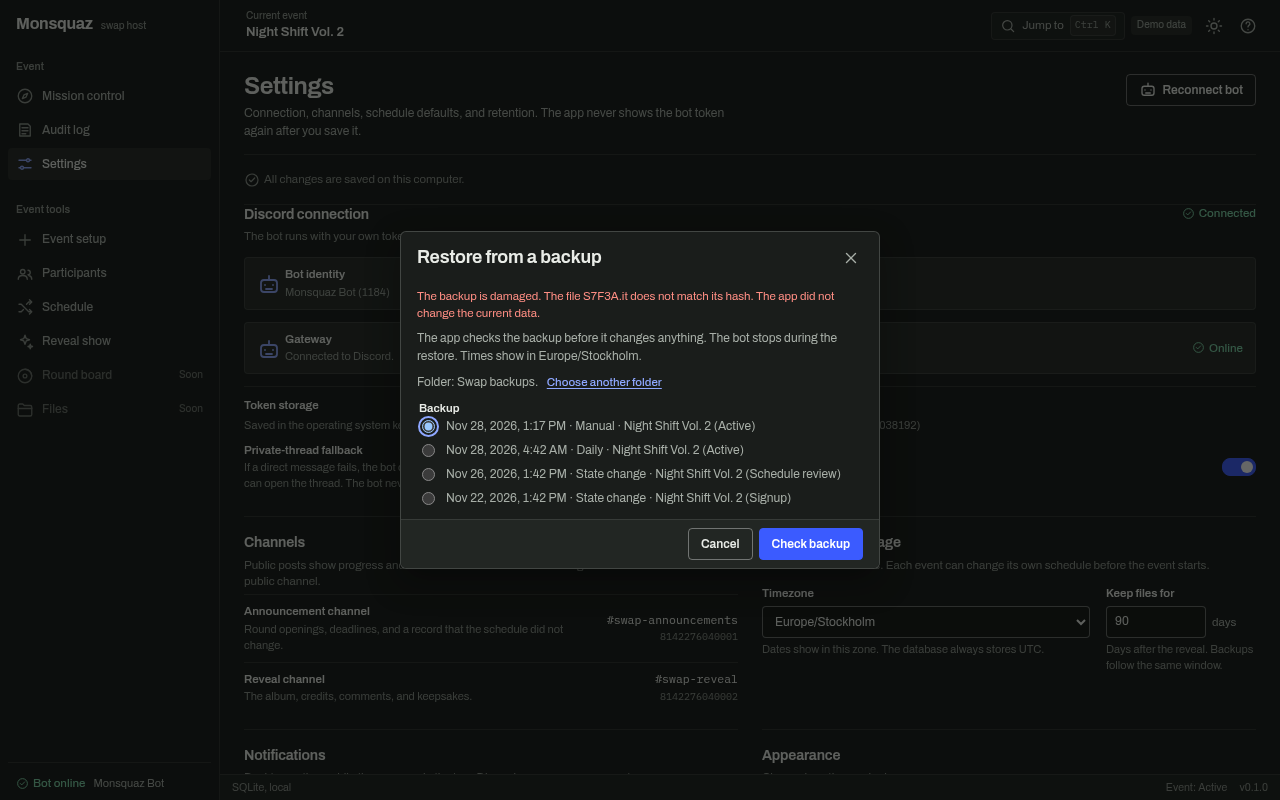 Monsquaz swap host
Current event
Night Shift Vol. 2
Jump to Ctrl K
Demo data
Event
Mission control
Audit log
Settings
Event tools
Event setup
Participants
Schedule
Reveal show
Round board Soon
Files Soon
Bot online Monsquaz Bot
Settings
Connection, channels, schedule defaults, and retention. The app never shows the bot token
again after you save it.
Reconnect bot
All changes are saved on this computer.
Discord connection
Connected
The bot runs with your own toke
Bot identity
Monsquaz Bot (1184)
Gateway
Connected to Discord.
Online
Token storage
Saved in the operating system ke
038192)
Private-thread fallback
If a direct message fails, the bot
can open the thread. The bot nev
Restore from a backup
The backup is damaged. The file S7F3A.it does not match its hash. The app did not
change the current data.
The app checks the backup before it changes anything. The bot stops during the
restore. Times show in Europe/Stockholm.
Folder: Swap backups. Choose another folder
Backup
Nov 28, 2026, 1:17 PM · Manual · Night Shift Vol. 2 (Active)
Nov 28, 2026, 4:42 AM · Daily · Night Shift Vol. 2 (Active)
Nov 26, 2026, 1:42 PM · State change · Night Shift Vol. 2 (Schedule review)
Nov 22, 2026, 1:42 PM · State change · Night Shift Vol. 2 (Signup)
Cancel
Check backup
Channels
Public posts show progress and
public channel.
Announcement channel
Round openings, deadlines, and a record that the schedule did not
change.
#swap-announcements
8142276040001
Reveal channel
The album, credits, comments, and keepsakes.
#swap-reveal
8142276040002
age
. Each event can change its own schedule before the event starts.
Timezone
Europe/Stockholm
Dates show in this zone. The database always stores UTC.
Keep files for
90 days
Days after the reveal. Backups
follow the same window.
Notifications
Appearance
SQLite, local
Event: Active v0.1.0